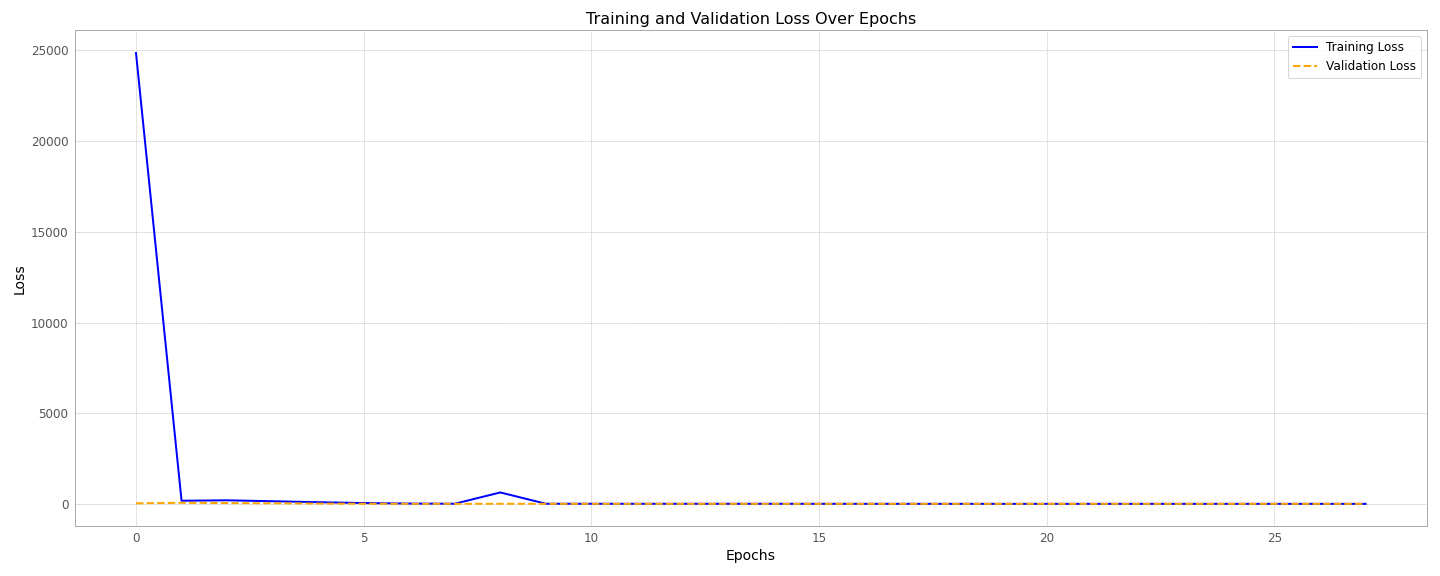 Training and Validation Loss Over Epochs
Training Loss
Validation Loss
Loss
25000
20000
15000
10000
5000
0
0 5 10 15 20 25
Epochs